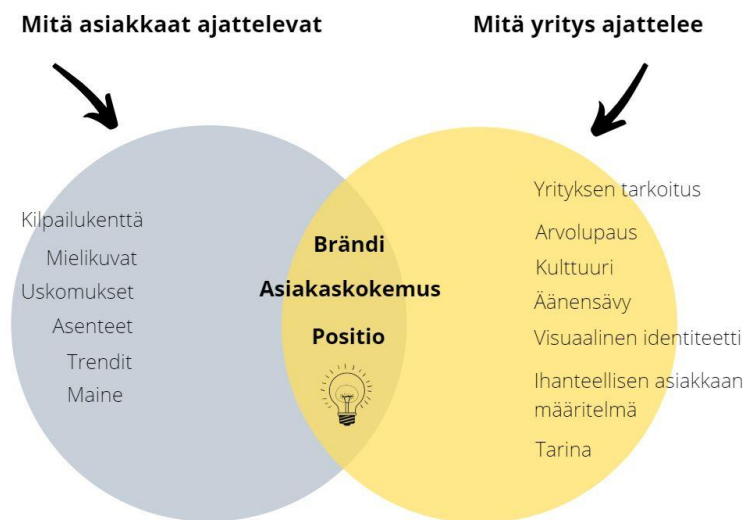 Mitä asiakkaat ajattelevat
Mitä yritys ajattelee
Kilpailukenttä
Mielikuvat
Uskomukset
Asenteet
Trendit
Maine
Brändi
Asiakaskokemus
Positio
Yrityksen tarkoitus
Arvolupaus
Kulttuuri
Äänensävy
Visuaalinen identiteetti
Ihanteellisen asiakkaan
määritelmä
Tarina